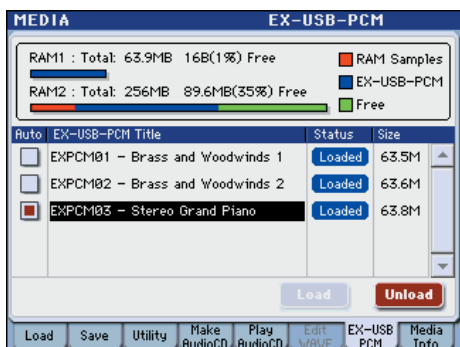 MEDIA EX-USB-PCM
RAM1 : Total: 63.9MB 16B(1%) Free
RAM Samples
EX-USB-PCM
RAM2 : Total: 256MB 89.6MB(35%) Free
Free
Auto EX-USB-PCM Title Status Size
EXPCM01 - Brass and Woodwinds 1 Loaded 63.5M
EXPCM02 - Brass and Woodwinds 2 Loaded 63.6M
EXPCM03 - Stereo Grand Piano Loaded 63.8M
Load Unload
Load Save Utility Make AudioCD Play AudioCD Edit WAVE EX-USB PCM Media Info